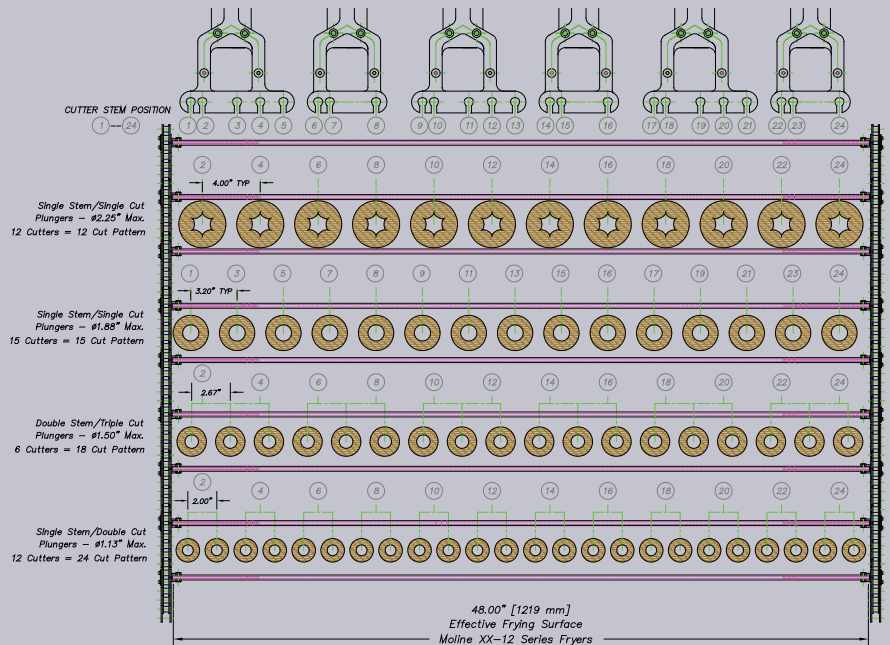 CUTTER STEM POSITION
1 -- 24
1 2 3 4 5 6 7 8 9 10 11 12 13 14 15 16 17 18 19 20 21 22 23 24
2 4 6 8 10 12 14 16 18 20 22 24
4.00" TYP
Single Stem/Single Cut
Plungers - ø2.25" Max.
12 Cutters = 12 Cut Pattern
1 3 5 7 8 9 11 13 15 16 17 19 21 23 24
3.20" TYP
Single Stem/Single Cut
Plungers - ø1.88" Max.
15 Cutters = 15 Cut Pattern
2 4 6 8 10 12 14 16 18 20 22 24
2.67"
Double Stem/Triple Cut
Plungers - ø1.50" Max.
6 Cutters = 18 Cut Pattern
2 4 6 8 10 12 14 16 18 20 22 24
2.00"
Single Stem/Double Cut
Plungers - ø1.13" Max.
12 Cutters = 24 Cut Pattern
48.00" [1219 mm]
Effective Frying Surface
Moline XX-12 Series Fryers